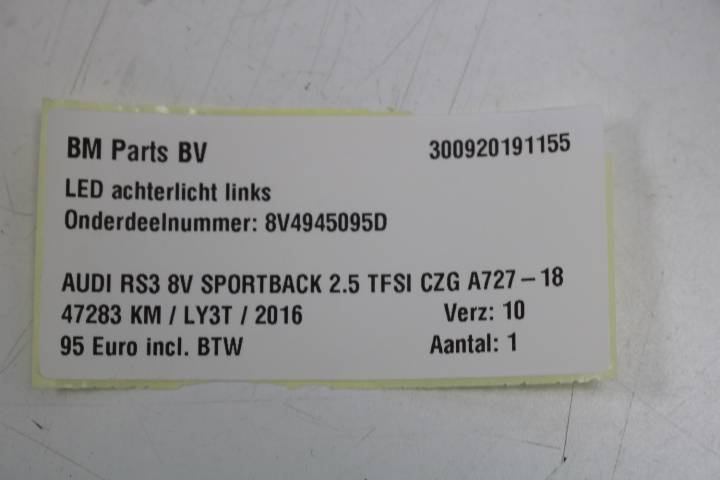 BM Parts BV 300920191155
LED achterlicht links
Onderdeelnummer: 8V4945095D
AUDI RS3 8V SPORTBACK 2.5 TFSI CZG A727-18
47283 KM / LY3T / 2016 Verz: 10
95 Euro incl. BTW Aantal: 1